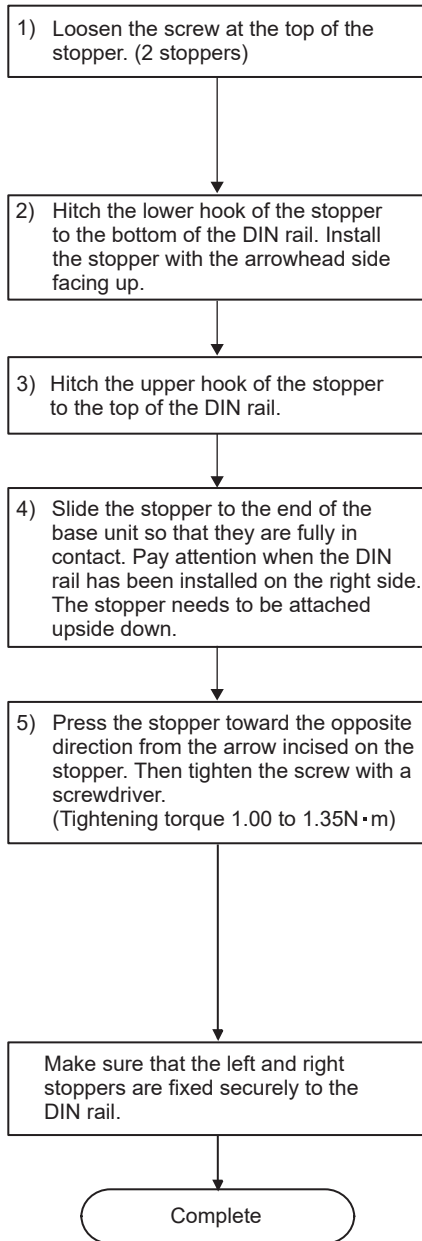 1) Loosen the screw at the top of the
stopper. (2 stoppers)
2) Hitch the lower hook of the stopper
to the bottom of the DIN rail. Install
the stopper with the arrowhead side
facing up.
3) Hitch the upper hook of the stopper
to the top of the DIN rail.
4) Slide the stopper to the end of the
base unit so that they are fully in
contact. Pay attention when the DIN
rail has been installed on the right side.
The stopper needs to be attached
upside down.
5) Press the stopper toward the opposite
direction from the arrow incised on the
stopper. Then tighten the screw with a
screwdriver.
(Tightening torque 1.00 to 1.35N·m)
Make sure that the left and right
stoppers are fixed securely to the
DIN rail.
Complete